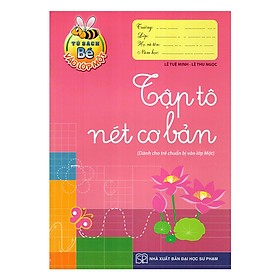 TỦ SÁCH
Bé
VÀO LỚP MỘT
Trường:
Lớp:
Họ và tên:
Năm học:
LÊ TUỆ MINH - LÊ THU NGỌC
Tập tô
nét cơ bản
(Dành cho trẻ chuẩn bị vào lớp Một)
NHÀ XUẤT BẢN ĐẠI HỌC SƯ PHẠM